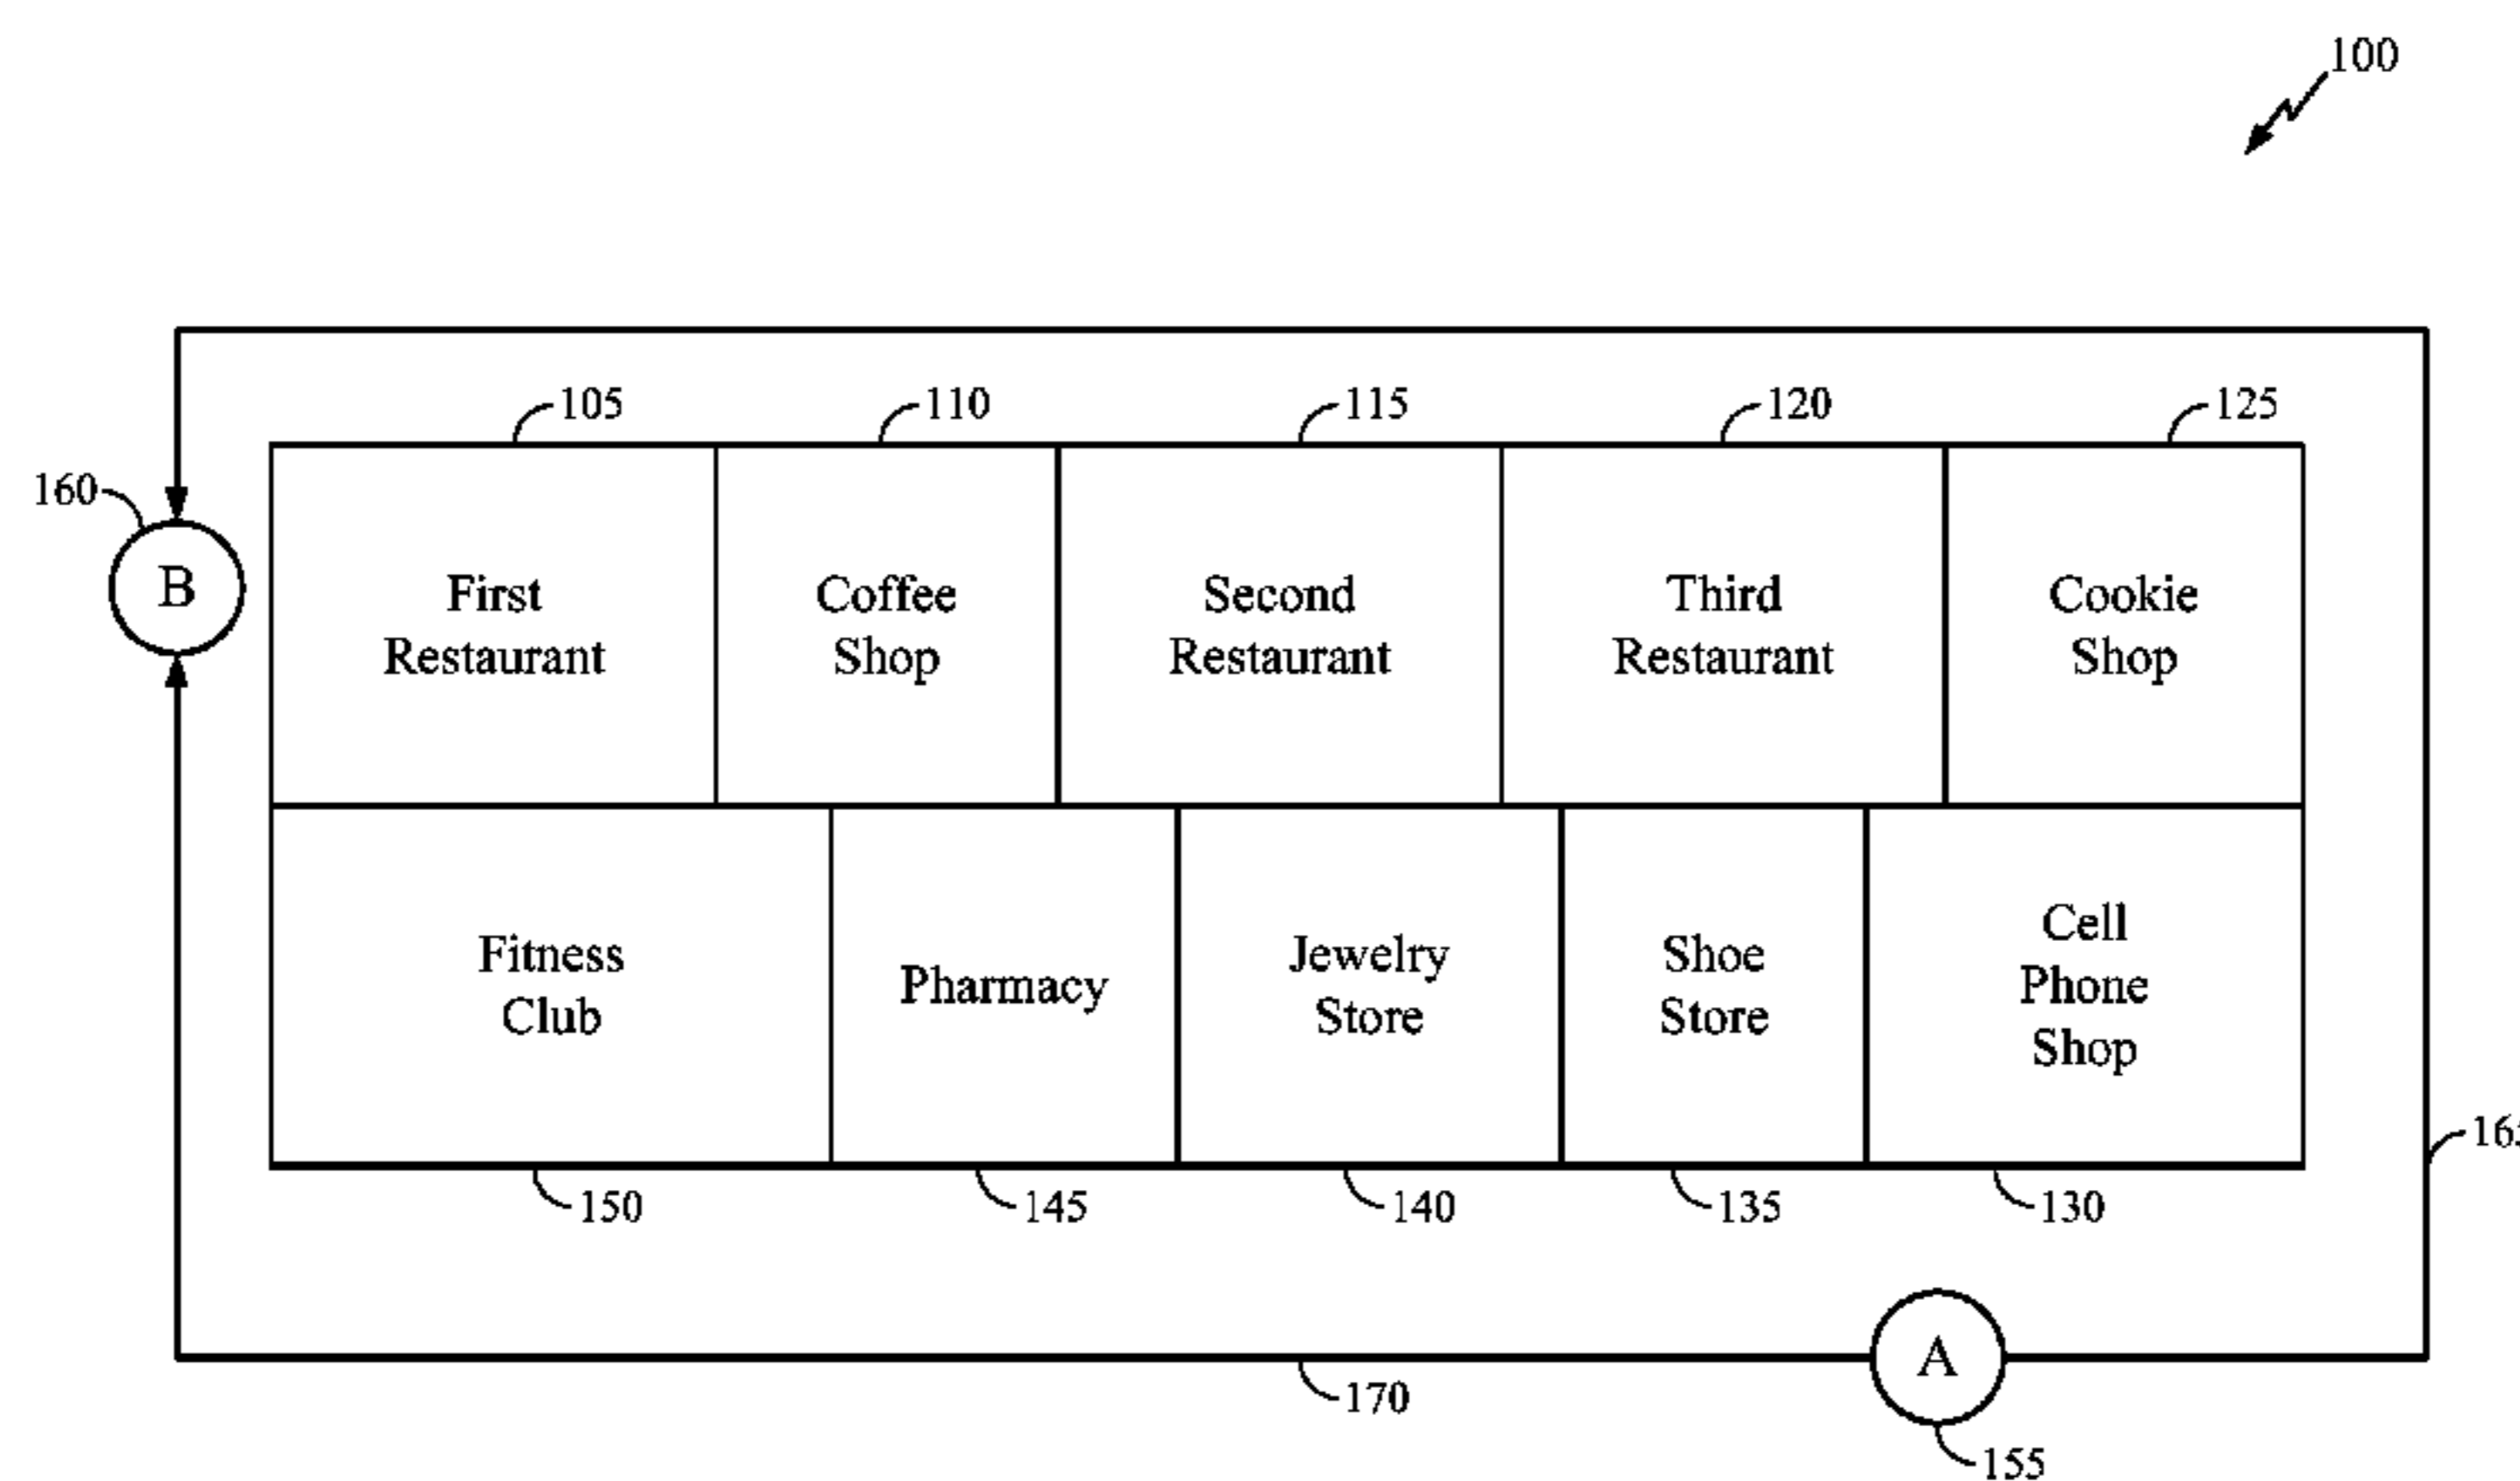 100
105
110
115
120
125
160
B
First
Restaurant
Coffee
Shop
Second
Restaurant
Third
Restaurant
Cookie
Shop
Fitness
Club
Pharmacy
Jewelry
Store
Shoe
Store
Cell
Phone
Shop
150
145
140
135
130
170
A
155